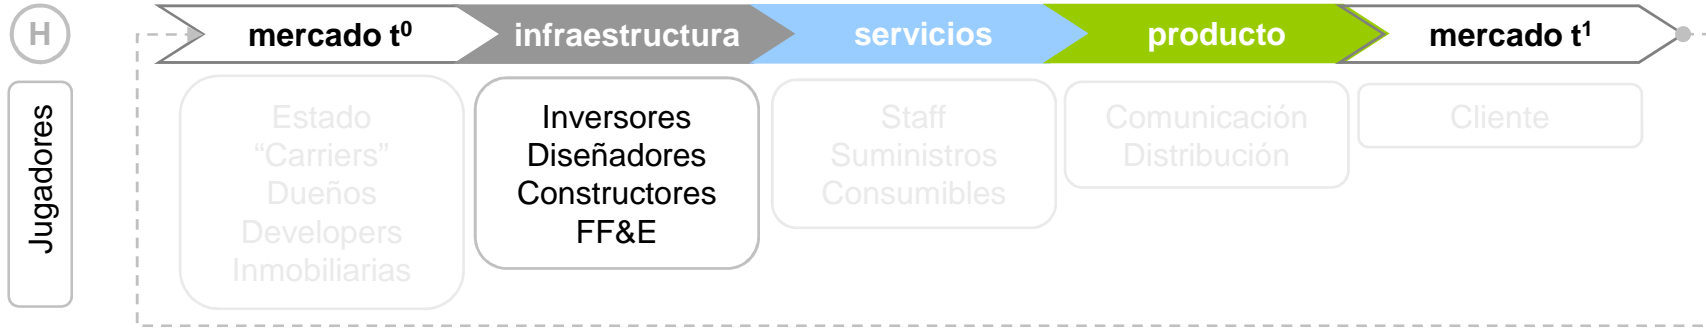 H
mercado t⁰
infraestructura
servicios
producto
mercado t¹
Jugadores
Estado
“Carriers”
Dueños
Developers
Inmobiliarias
Inversores
Diseñadores
Constructores
FF&E
Staff
Suministros
Consumibles
Comunicación
Distribución
Cliente